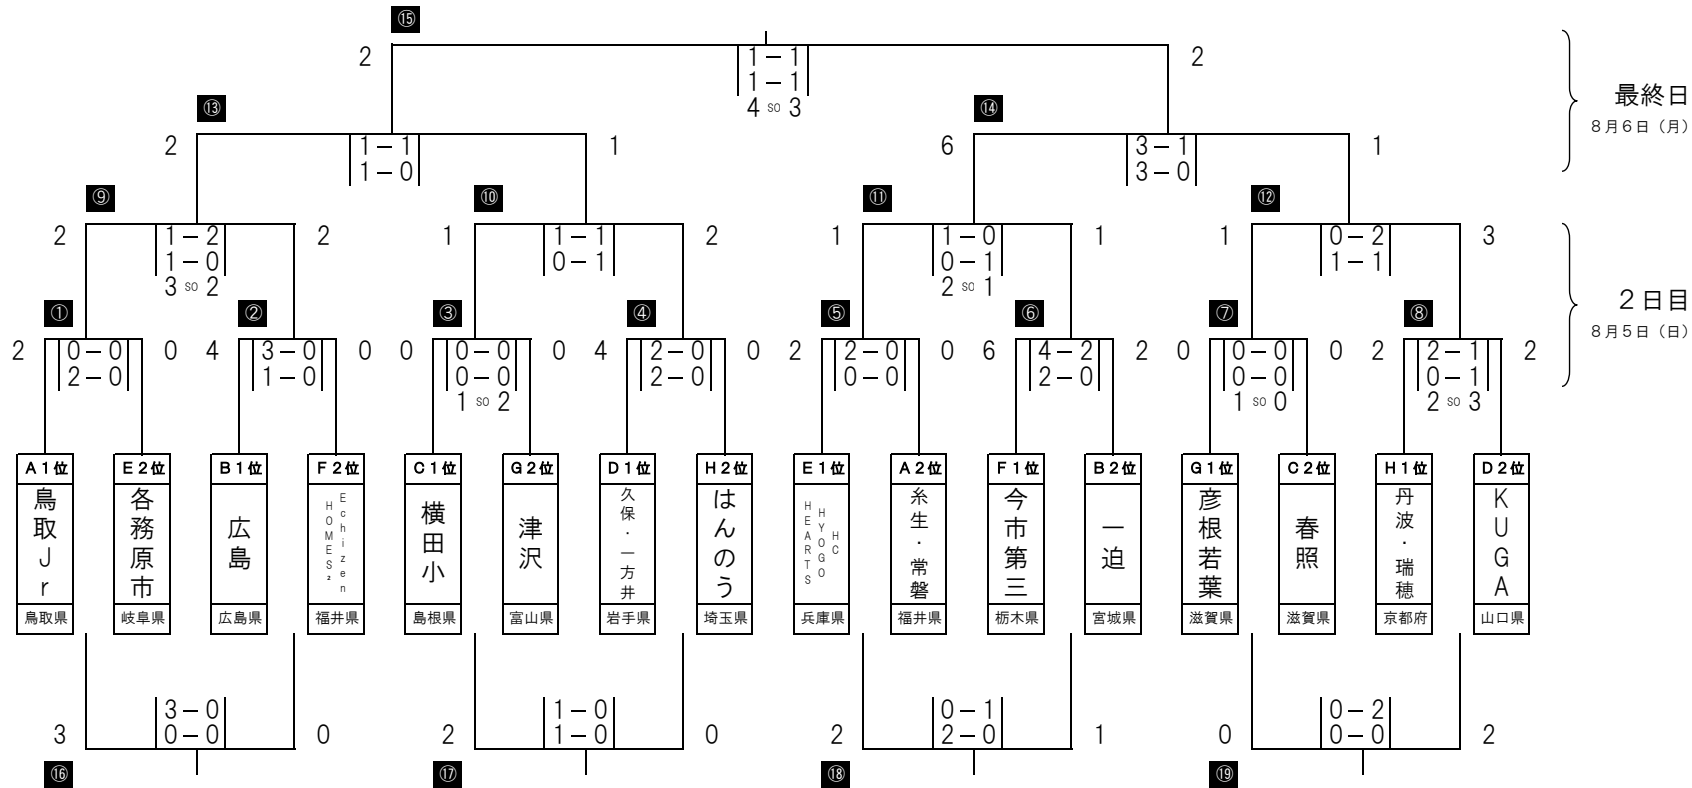 ⑮
2 1－1 2
1－1
4 SO 3
最終日
８月６日（月）
⑬ ⑭
2 1－1 1 6 3－1 1
1－0 3－0
⑨ ⑩ ⑪ ⑫
2 1－2 2 1 1－1 2 1 1－0 1 1 0－2 3
1－0 0－1 0－1 1－1
3 SO 2 2 SO 1
２日目
８月５日（日）
① ② ③ ④ ⑤ ⑥ ⑦ ⑧
2 0－0 0 4 3－0 0 0 0－0 0 4 2－0 0 2 2－0 0 6 4－2 2 0 0－0 0 2 2－1 2
2－0 1－0 0－0 2－0 0－0 2－0 0－0 0－1
1 SO 2 1 SO 0 2 SO 3
A１位 E２位 B１位 F２位 C１位 G２位 D１位 H２位 E１位 A２位 F１位 B２位 G１位 C２位 H１位 D２位
鳥取Ｊｒ
各務原市
広島
Echizen
HOMES²
横田小
津沢
久保・一方井
はんのう
HC
HYOGO
HEARTS
糸生・常磐
今市第三
一迫
彦根若葉
春照
丹波・瑞穂
ＫＵＧＡ
鳥取県 岐阜県 広島県 福井県 島根県 富山県 岩手県 埼玉県 兵庫県 福井県 栃木県 宮城県 滋賀県 滋賀県 京都府 山口県
3－0 1－0 0－1 0－2
3 0－0 0 2 1－0 0 2 2－0 1 0 0－0 2
⑯ ⑰ ⑱ ⑲